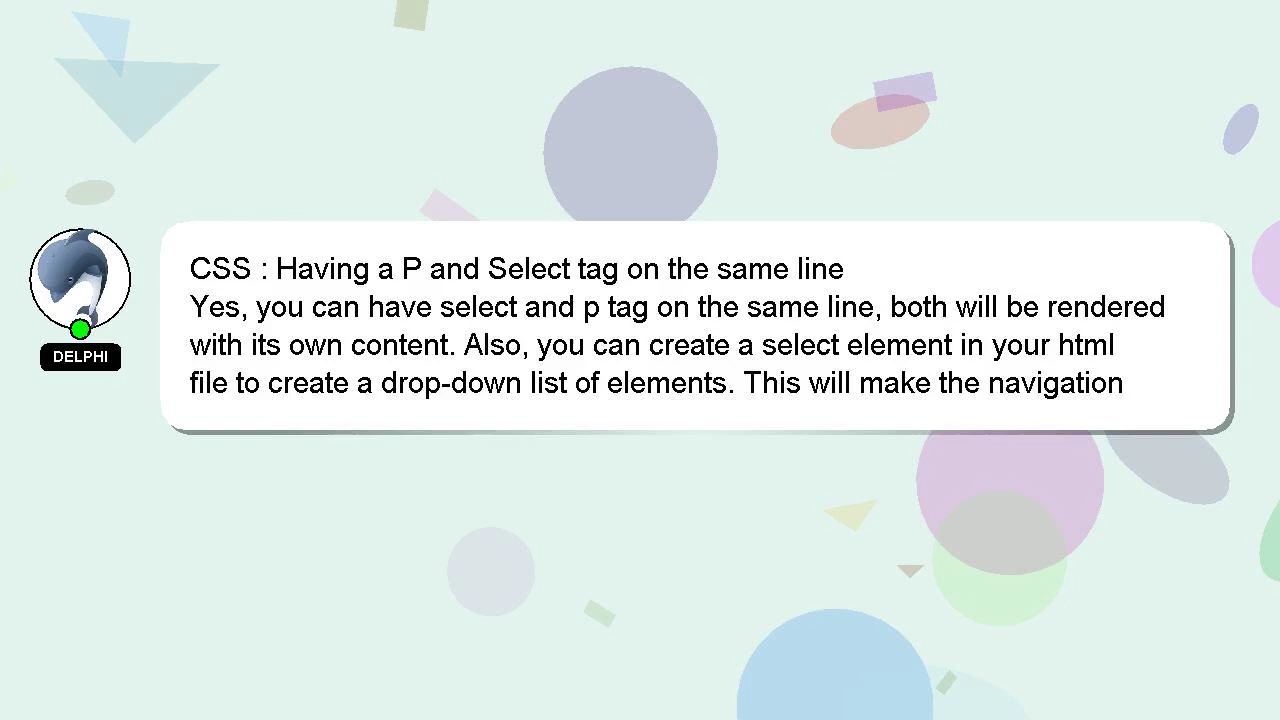 CSS : Having a P and Select tag on the same line
Yes, you can have select and p tag on the same line, both will be rendered
with its own content. Also, you can create a select element in your html
file to create a drop-down list of elements. This will make the navigation
DELPHI